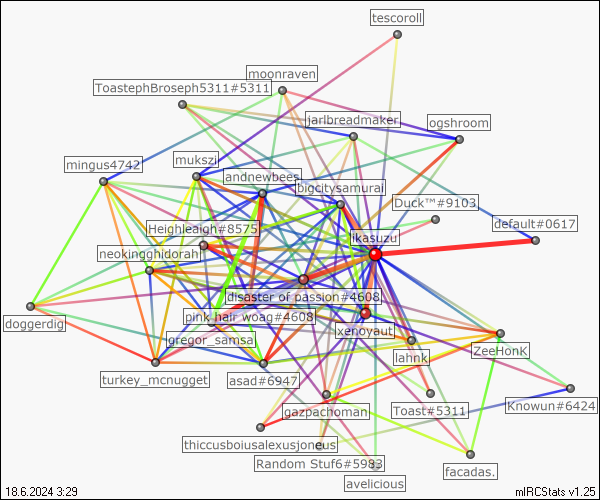 tescoroll
moonraven
ToastephBroseph5311#5311
jarlbreadmaker
ogshroom
mukszi
mingus4742
andnewbees
bigcitysamurai
Duck™#9103
default#0617
Heighleaigh#8575
ikasuzu
neokingghidorah
disaster of passion#4608
pink hair woag#4608
doggerdig
xenoyaut
gregor_samsa
lahnk
ZeeHonK
turkey_mcnugget
asad#6947
gazpachoman
Toast#5311
Knowun#6424
thiccusboiusalexusjoneus
Random Stuf6#5983
facadas.
avelicious
18.6.2024 3:29
mIRCStats v1.25